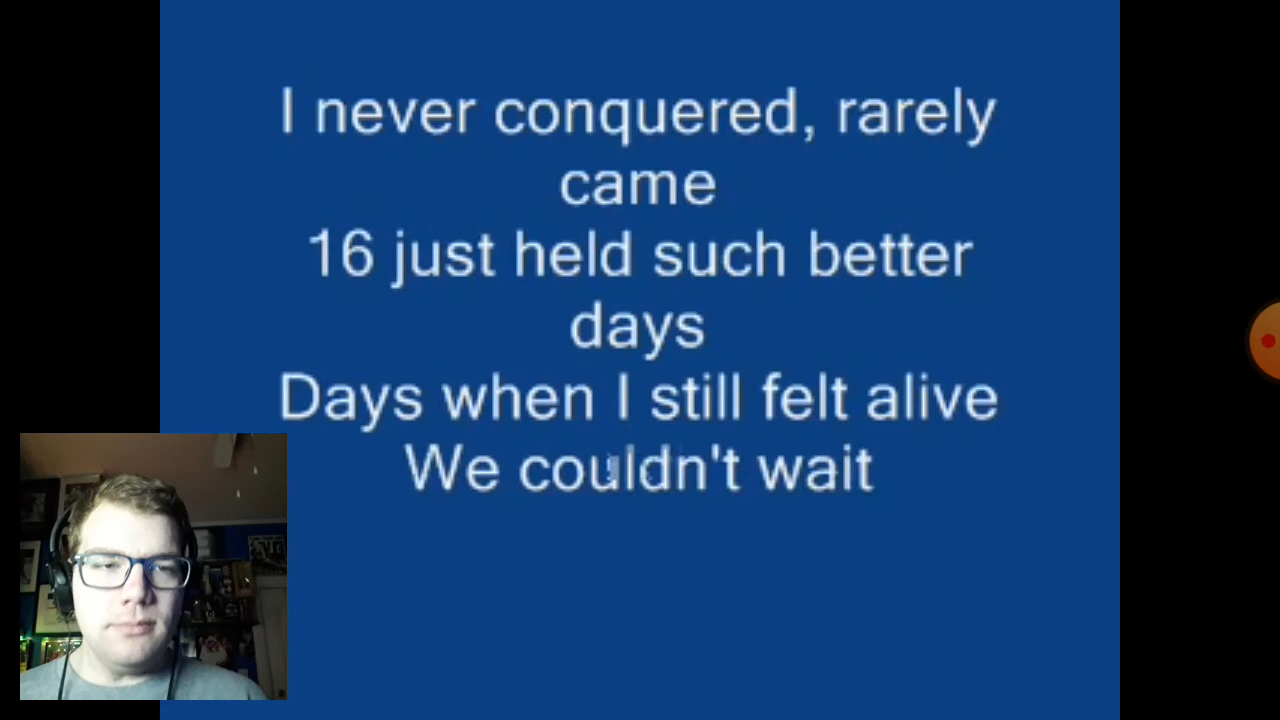 I never conquered, rarely
came
16 just held such better
days
Days when I still felt alive
We couldn't wait